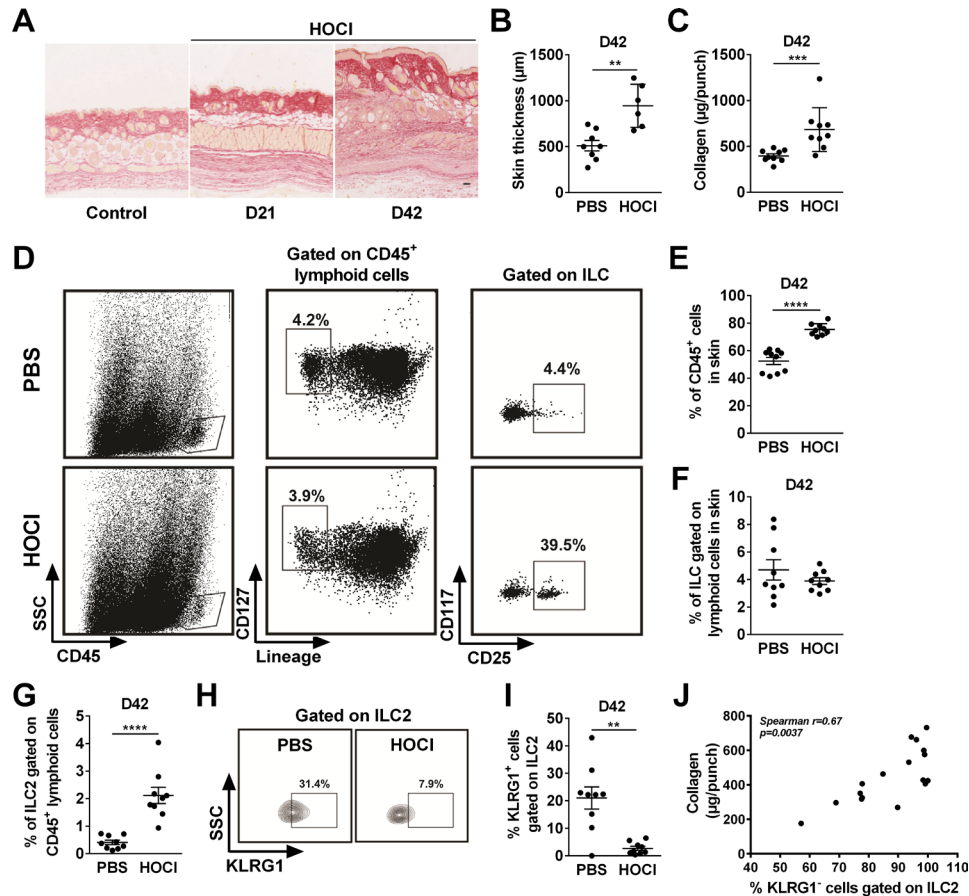 A
HOCl
Control
D21
D42
B
D42
**
Skin thickness (µm)
1500
1000
500
0
PBS
HOCl
C
D42
***
Collagen (µg/punch)
1500
1000
500
0
PBS
HOCl
D
Gated on CD45⁺
lymphoid cells
Gated on ILC
PBS
4.2%
4.4%
HOCl
3.9%
39.5%
SSC
CD45
CD127
Lineage
CD117
CD25
E
D42
****
% of CD45⁺ cells
in skin
100
80
60
40
20
0
PBS
HOCl
F
D42
% of ILC gated on
lymphoid cells in skin
10
8
6
4
2
0
PBS
HOCl
G
D42
****
% of ILC2 gated on
CD45⁺ lymphoid cells
5
4
3
2
1
0
PBS
HOCl
H
Gated on ILC2
PBS
HOCl
31.4%
7.9%
SSC
KLRG1
I
D42
**
% KLRG1⁺ cells
gated on ILC2
50
40
30
20
10
0
PBS
HOCl
J
Spearman r=0.67
p=0.0037
Collagen
(µg/punch)
800
600
400
200
0
40
50
60
70
80
90
100
110
% KLRG1⁻ cells gated on ILC2